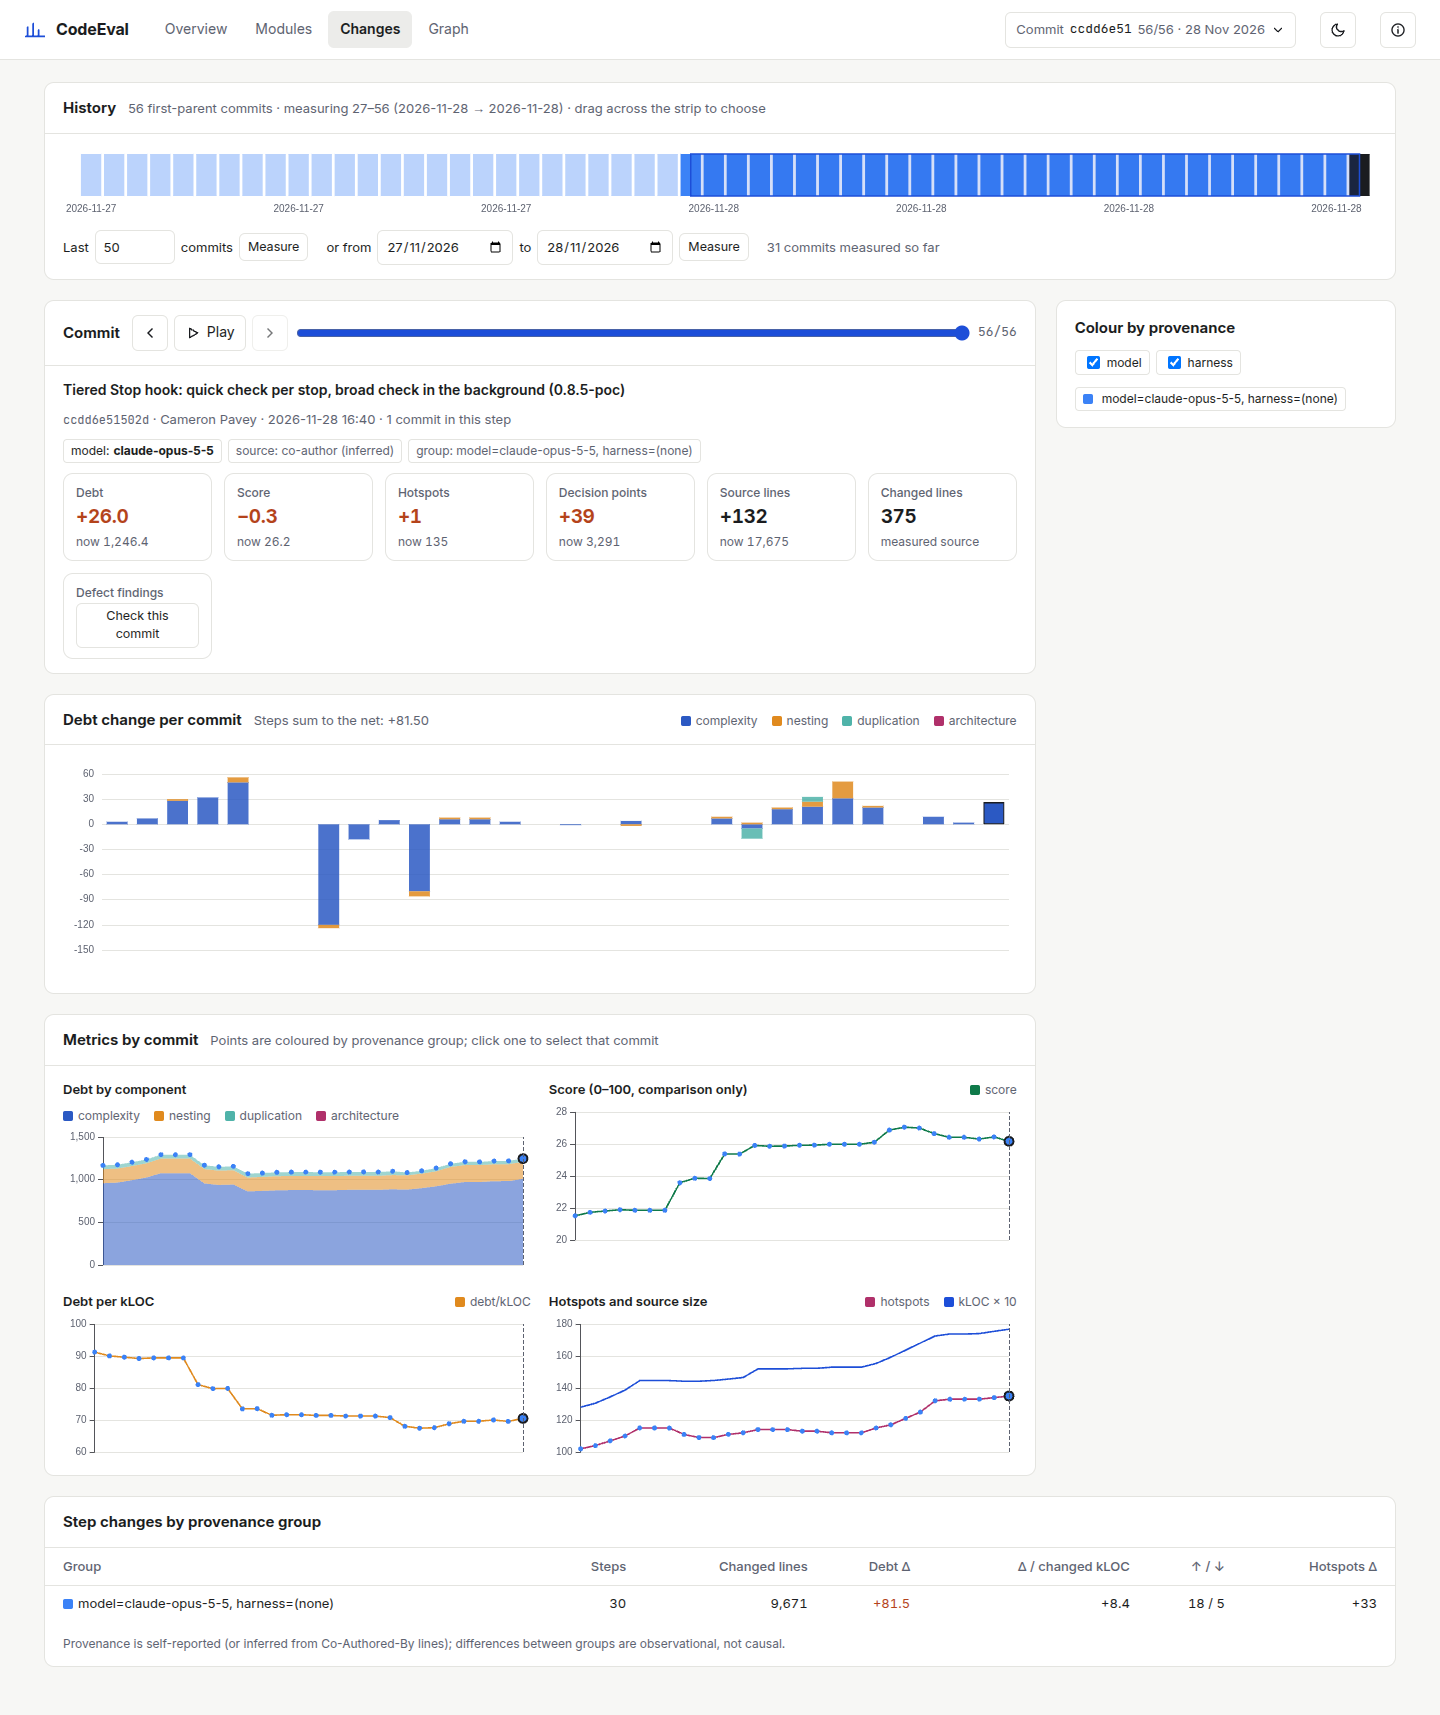 CodeEval
Overview
Modules
Changes
Graph
Commit ccdd6e51 56/56 · 28 Nov 2026
History 56 first-parent commits · measuring 27–56 (2026-11-28 → 2026-11-28) · drag across the strip to choose
2026-11-27 2026-11-27 2026-11-27 2026-11-28 2026-11-28 2026-11-28 2026-11-28
Last 50 commits Measure or from 27/11/2026 to 28/11/2026 Measure 31 commits measured so far
Commit Play 56/56
Tiered Stop hook: quick check per stop, broad check in the background (0.8.5-poc)
ccdd6e51502d · Cameron Pavey · 2026-11-28 16:40 · 1 commit in this step
model: claude-opus-5-5 source: co-author (inferred) group: model=claude-opus-5-5, harness=(none)
Debt
+26.0
now 1,246.4
Score
−0.3
now 26.2
Hotspots
+1
now 135
Decision points
+39
now 3,291
Source lines
+132
now 17,675
Changed lines
375
measured source
Defect findings
Check this
commit
Colour by provenance
model harness
model=claude-opus-5-5, harness=(none)
Debt change per commit Steps sum to the net: +81.50 complexity nesting duplication architecture
60
30
0
-30
-60
-90
-120
-150
Metrics by commit Points are coloured by provenance group; click one to select that commit
Debt by component
complexity nesting duplication architecture
1,500
1,000
500
0
Score (0–100, comparison only) score
28
26
24
22
20
Debt per kLOC debt/kLOC
100
90
80
70
60
Hotspots and source size hotspots kLOC × 10
180
160
140
120
100
Step changes by provenance group
Group Steps Changed lines Debt Δ Δ / changed kLOC ↑ / ↓ Hotspots Δ
model=claude-opus-5-5, harness=(none) 30 9,671 +81.5 +8.4 18 / 5 +33
Provenance is self-reported (or inferred from Co-Authored-By lines); differences between groups are observational, not causal.